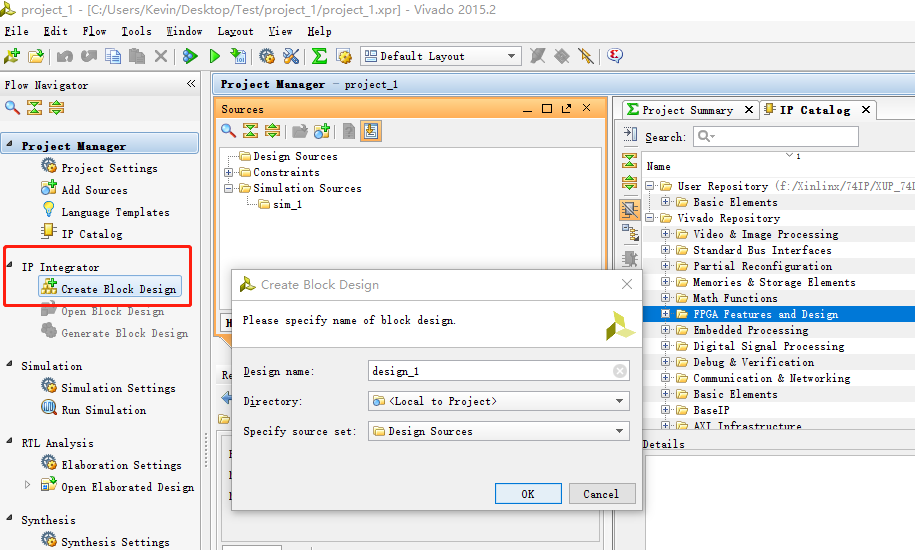 project_1 - [C:/Users/Kevin/Desktop/Test/project_1/project_1.xpr] - Vivado 2015.2
File Edit Flow Tools Window Layout View Help
Default Layout
Flow Navigator
Project Manager
Project Settings
Add Sources
Language Templates
IP Catalog
IP Integrator
Create Block Design
Open Block Design
Generate Block Design
Simulation
Simulation Settings
Run Simulation
RTL Analysis
Elaboration Settings
Open Elaborated Design
Synthesis
Synthesis Settings
Project Manager - project_1
Sources
Design Sources
Constraints
Simulation Sources
sim_1
Create Block Design
Please specify name of block design.
Design name: design_1
Directory: <Local to Project>
Specify source set: Design Sources
OK Cancel
Project Summary IP Catalog
Search:
Name 1
User Repository (f:/Xinlinx/74IP/XUP_74L
Basic Elements
Vivado Repository
Video & Image Processing
Standard Bus Interfaces
Partial Reconfiguration
Memories & Storage Elements
Math Functions
FPGA Features and Design
Embedded Processing
Digital Signal Processing
Debug & Verification
Communication & Networking
Basic Elements
BaseIP
AXI Infrastructure
Details